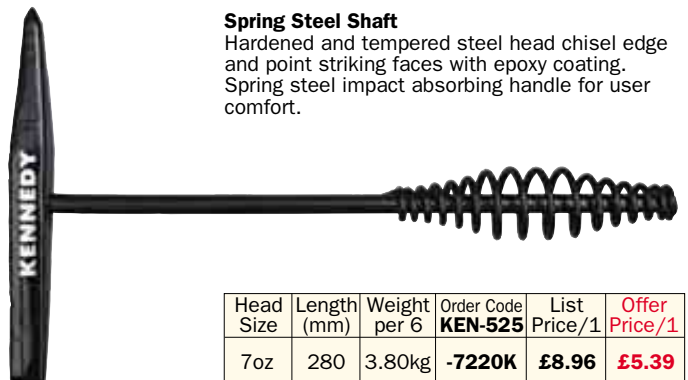 Spring Steel Shaft
Hardened and tempered steel head chisel edge
and point striking faces with epoxy coating.
Spring steel impact absorbing handle for user
comfort.
KENNEDY
Head Size Length (mm) Weight per 6 Order Code KEN-525 List Price/1 Offer Price/1
7oz 280 3.80kg -7220K £8.96 £5.39